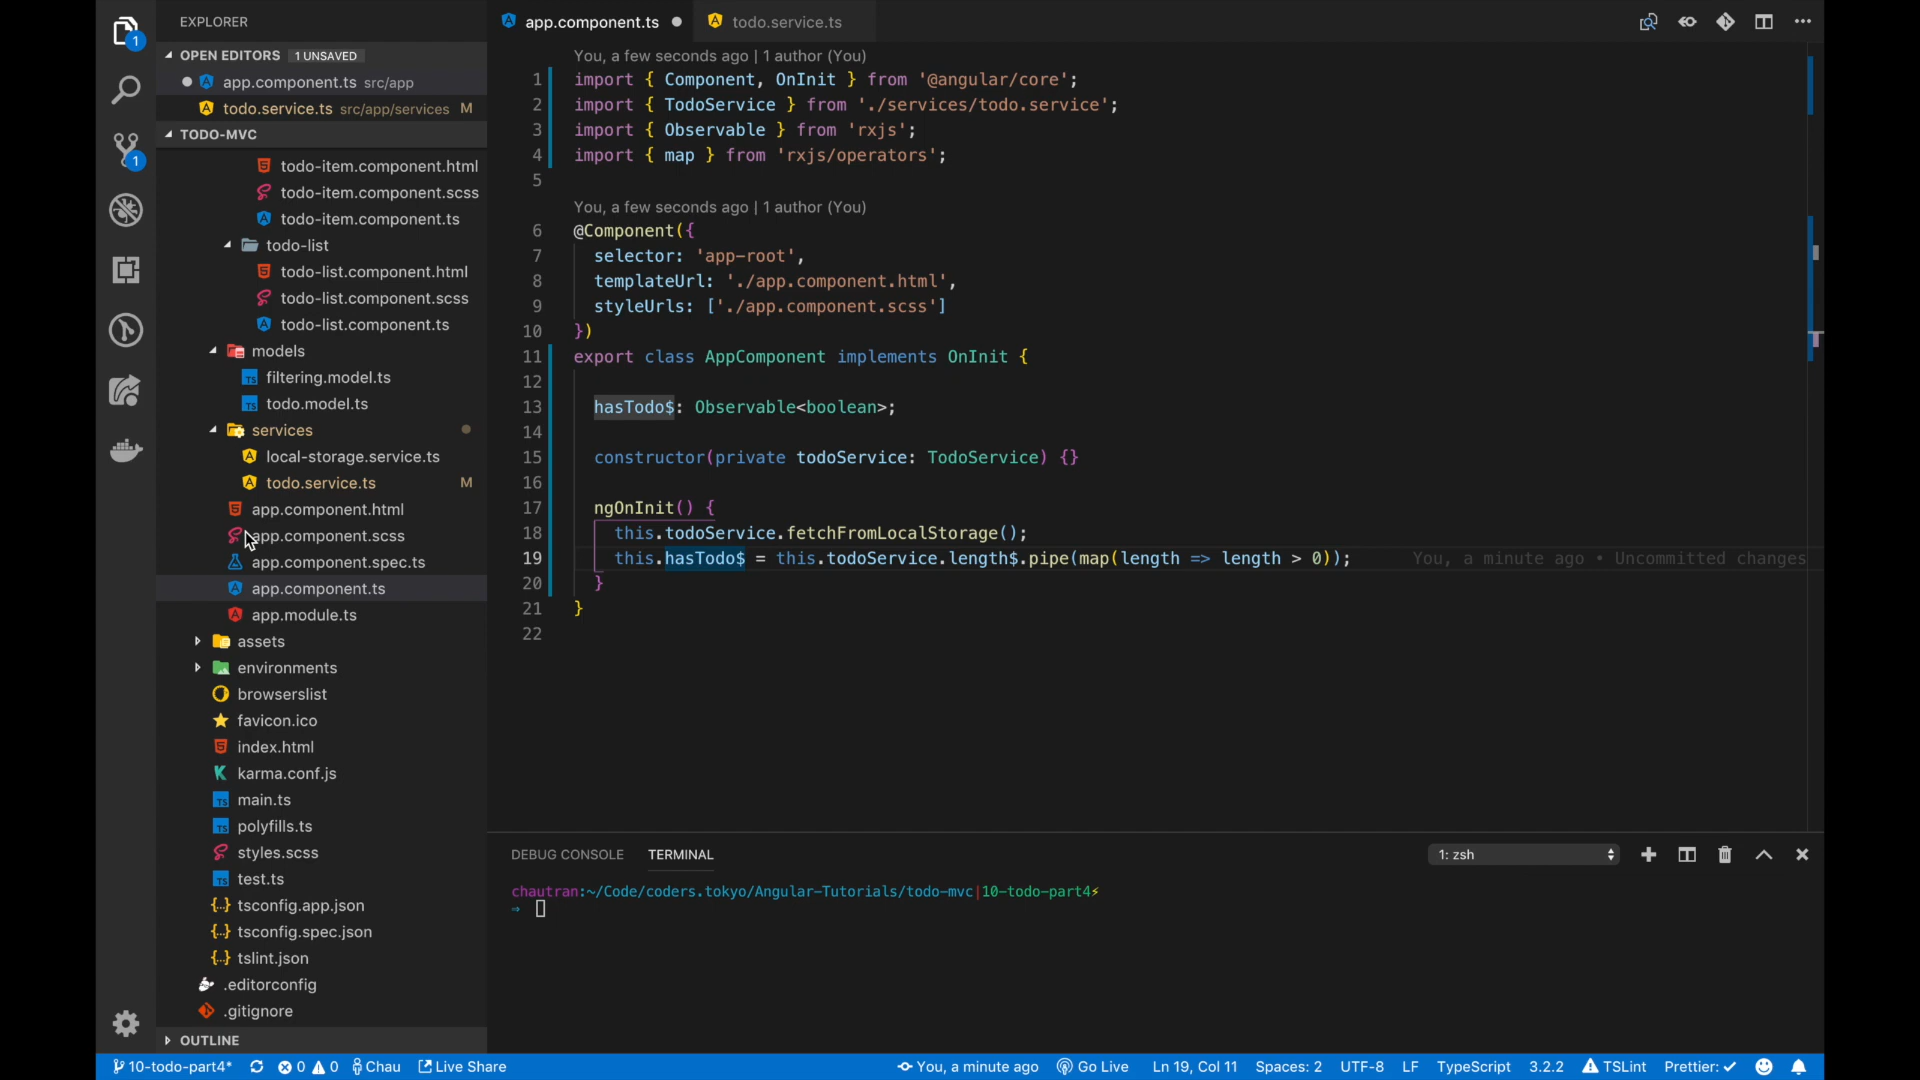 EXPLORER
OPEN EDITORS 1 UNSAVED
app.component.ts src/app
todo.service.ts src/app/services M
TODO-MVC
todo-item.component.html
todo-item.component.scss
todo-item.component.ts
todo-list
todo-list.component.html
todo-list.component.scss
todo-list.component.ts
models
filtering.model.ts
todo.model.ts
services
local-storage.service.ts
todo.service.ts M
app.component.html
app.component.scss
app.component.spec.ts
app.component.ts
app.module.ts
assets
environments
browserslist
favicon.ico
index.html
karma.conf.js
main.ts
polyfills.ts
styles.scss
test.ts
tsconfig.app.json
tsconfig.spec.json
tslint.json
.editorconfig
.gitignore
OUTLINE
1
1
app.component.ts ● todo.service.ts
You, a few seconds ago | 1 author (You)
1 import { Component, OnInit } from '@angular/core';
2 import { TodoService } from './services/todo.service';
3 import { Observable } from 'rxjs';
4 import { map } from 'rxjs/operators';
5
You, a few seconds ago | 1 author (You)
6 @Component({
7 selector: 'app-root',
8 templateUrl: './app.component.html',
9 styleUrls: ['./app.component.scss']
10 })
11 export class AppComponent implements OnInit {
12
13 hasTodo$: Observable<boolean>;
14
15 constructor(private todoService: TodoService) {}
16
17 ngOnInit() {
18 this.todoService.fetchFromLocalStorage();
19 this.hasTodo$ = this.todoService.length$.pipe(map(length => length > 0)); You, a minute ago • Uncommitted changes
20 }
21 }
22
DEBUG CONSOLE TERMINAL 1: zsh
chautran:~/Code/coders.tokyo/Angular-Tutorials/todo-mvc|10-todo-part4⚡
⇒
10-todo-part4* 0 0 Chau Live Share You, a minute ago Go Live Ln 19, Col 11 Spaces: 2 UTF-8 LF TypeScript 3.2.2 TSLint Prettier: ✓